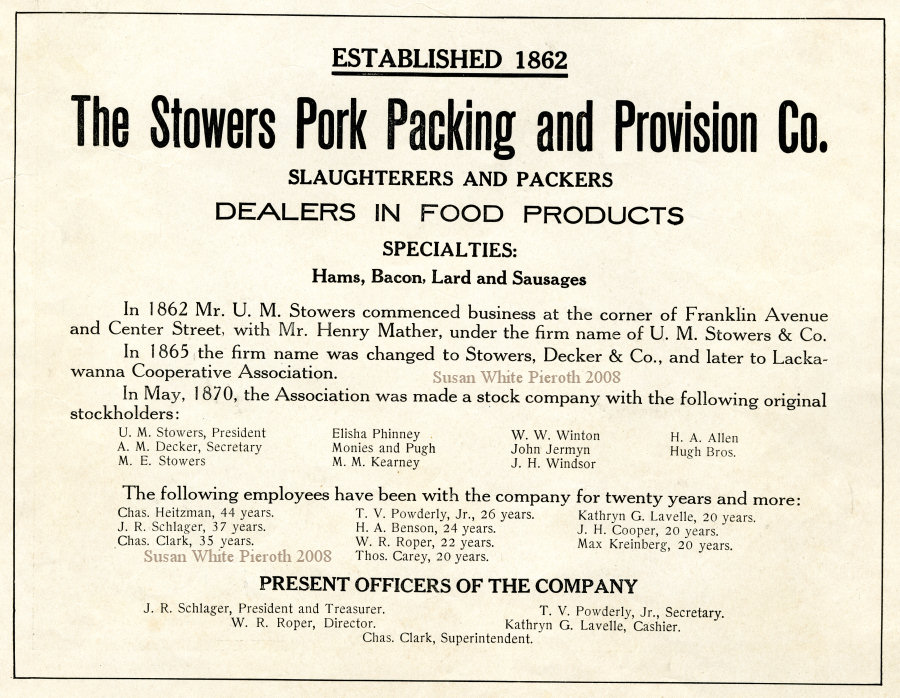 ESTABLISHED 1862
The Stowers Pork Packing and Provision Co.
SLAUGHTERERS AND PACKERS
DEALERS IN FOOD PRODUCTS
SPECIALTIES:
Hams, Bacon, Lard and Sausages
In 1862 Mr. U. M. Stowers commenced business at the corner of Franklin Avenue
and Center Street, with Mr. Henry Mather, under the firm name of U. M. Stowers & Co.
In 1865 the firm name was changed to Stowers, Decker & Co., and later to Lacka-
wanna Cooperative Association.
Susan White Pieroth 2008
In May, 1870, the Association was made a stock company with the following original
stockholders:
U. M. Stowers, President Elisha Phinney W. W. Winton H. A. Allen
A. M. Decker, Secretary Monies and Pugh John Jermyn Hugh Bros.
M. E. Stowers M. M. Kearney J. H. Windsor
The following employees have been with the company for twenty years and more:
Chas. Heitzman, 44 years. T. V. Powderly, Jr., 26 years. Kathryn G. Lavelle, 20 years.
J. R. Schlager, 37 years. H. A. Benson, 24 years. J. H. Cooper, 20 years.
Chas. Clark, 35 years. W. R. Roper, 22 years. Max Kreinberg, 20 years.
Susan White Pieroth 2008 Thos. Carey, 20 years.
PRESENT OFFICERS OF THE COMPANY
J. R. Schlager, President and Treasurer. T. V. Powderly, Jr., Secretary.
W. R. Roper, Director. Kathryn G. Lavelle, Cashier.
Chas. Clark, Superintendent.